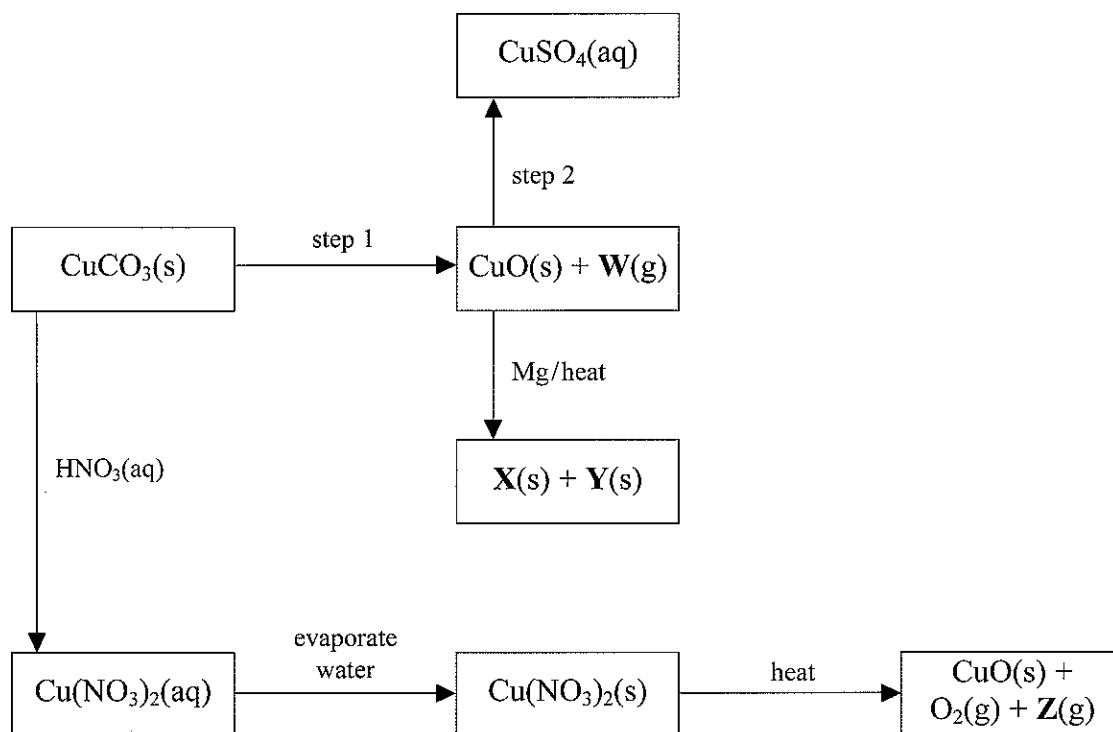 CuSO₄(aq)
step 2
step 1
CuCO₃(s)
CuO(s) + W(g)
Mg/heat
HNO₃(aq)
X(s) + Y(s)
evaporate
water
heat
Cu(NO₃)₂(aq)
Cu(NO₃)₂(s)
CuO(s) +
O₂(g) + Z(g)